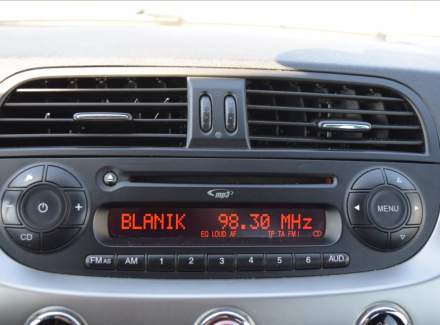 mp3
BLANIK 98.30 MHz
EQ LOUD AF TP TA FM1 CD
+
CD
MENU
FM AS AM 1 2 3 4 5 6 AUD